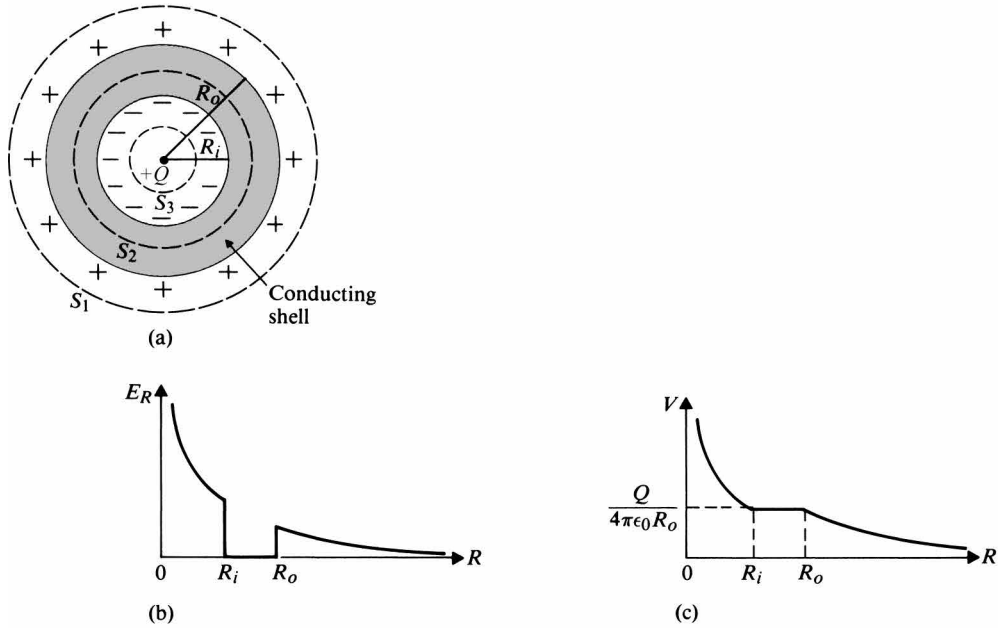 R_o
R_i
+Q
S_3
S_2
S_1
Conducting
shell
(a)
E_R
0
R_i
R_o
R
(b)
V
Q
4πϵ_0R_o
0
R_i
R_o
R
(c)